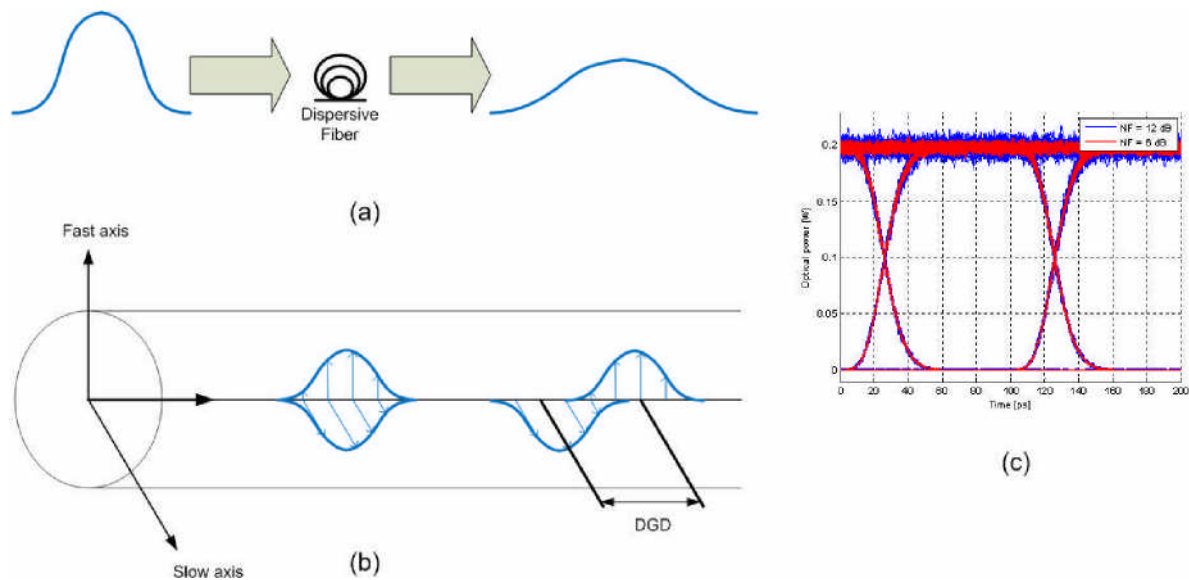 Dispersive
Fiber
(a)
Fast axis
Slow axis
DGD
(b)
NF = 12 dB
NF = 6 dB
0.2
0.15
0.1
0.05
0
Optical power [W]
0 20 40 60 80 100 120 140 160 180 200
Time [ps]
(c)